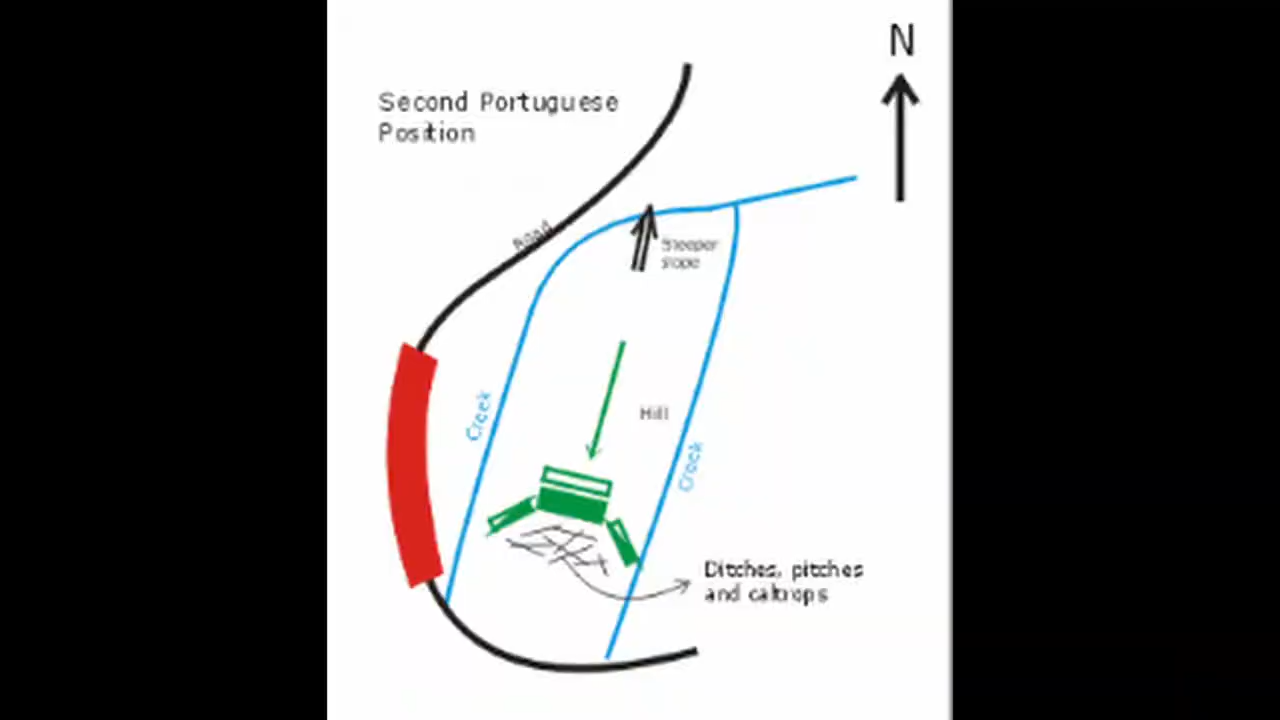 N
Second Portuguese
Position
Road
Steeper
slope
Creek
Hill
Creek
Ditches, pitches
and caltrops